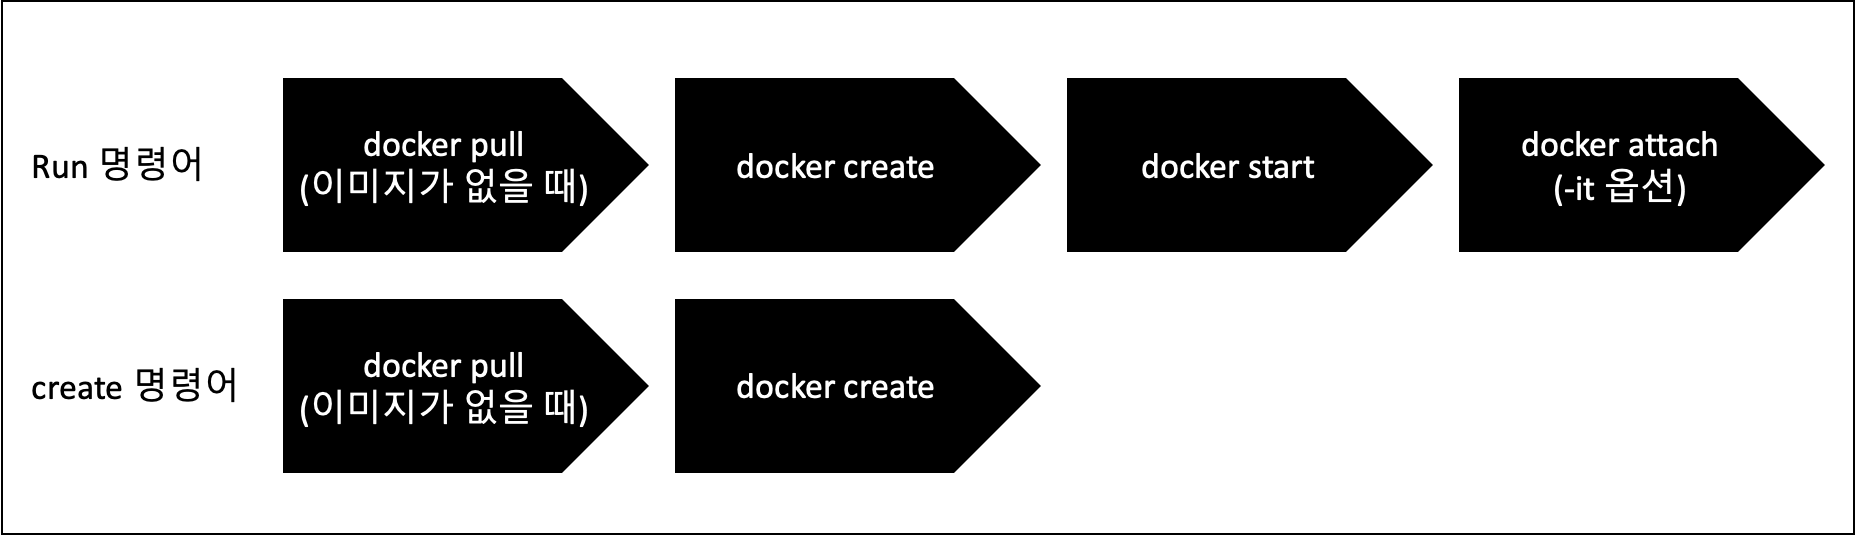 Run 명령어
docker pull
(이미지가 없을 때)
docker create
docker start
docker attach
(-it 옵션)
create 명령어
docker pull
(이미지가 없을 때)
docker create